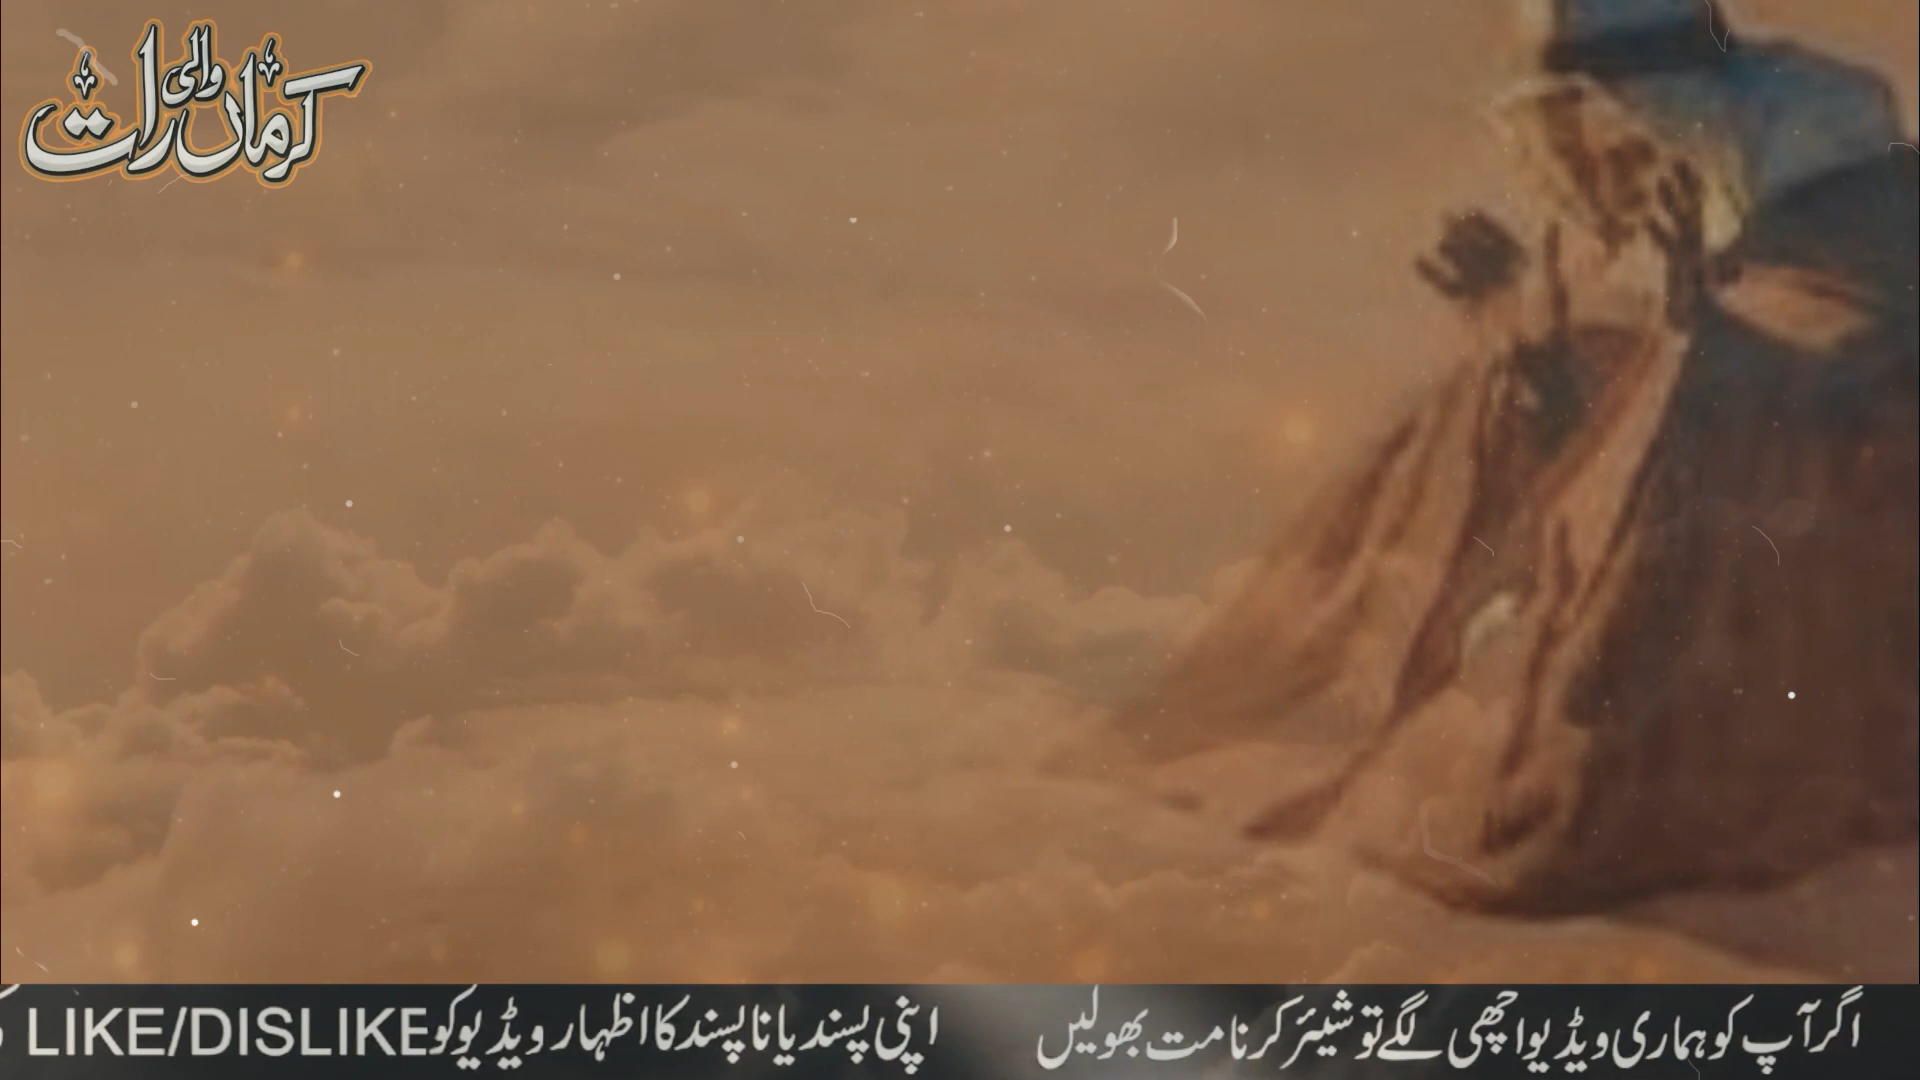 کرماں والی رات
اگر آپ کو ہماری ویڈیو اچھی لگے تو شیئر کرنا مت بھولیں اپنی پسند یا ناپسند کا اظہار ویڈیو کو LIKE/DISLIKE